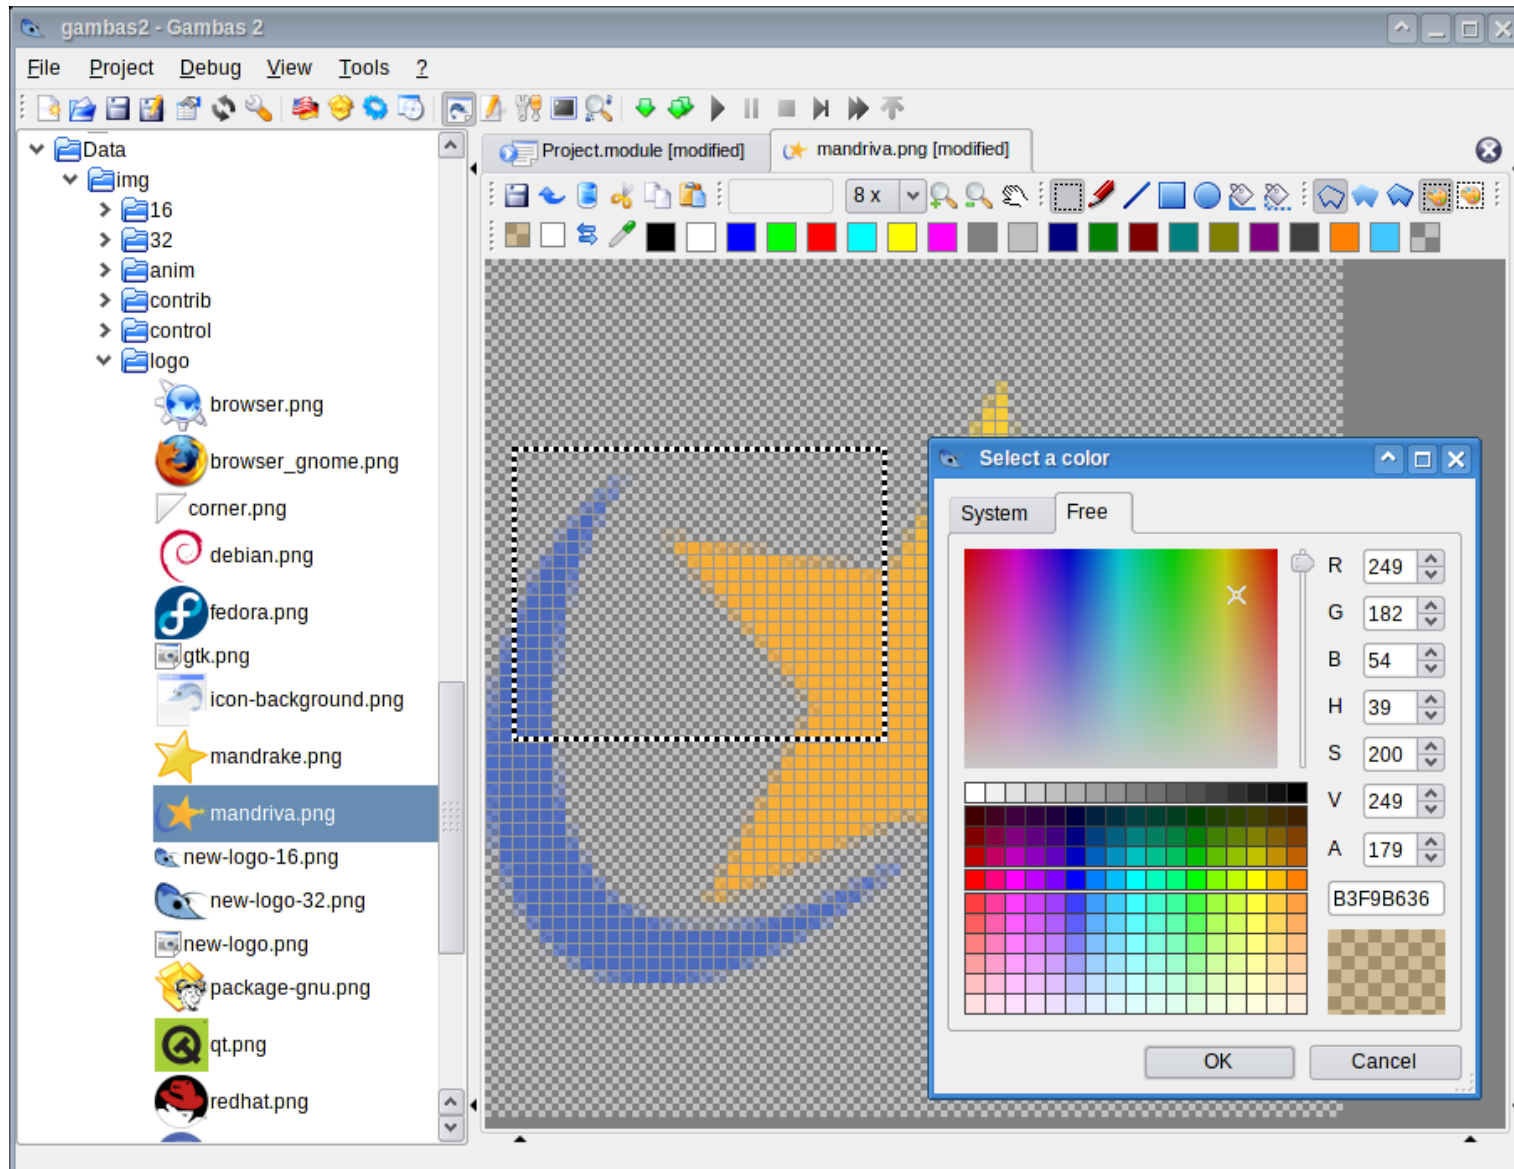 gambas2 - Gambas 2
File Project Debug View Tools ?
Data
img
16
32
anim
contrib
control
logo
browser.png
browser_gnome.png
corner.png
debian.png
fedora.png
gtk.png
icon-background.png
mandrake.png
mandriva.png
new-logo-16.png
new-logo-32.png
new-logo.png
package-gnu.png
qt.png
redhat.png
Project.module [modified]
mandriva.png [modified]
8 x
Select a color
System
Free
R 249
G 182
B 54
H 39
S 200
V 249
A 179
B3F9B636
OK
Cancel